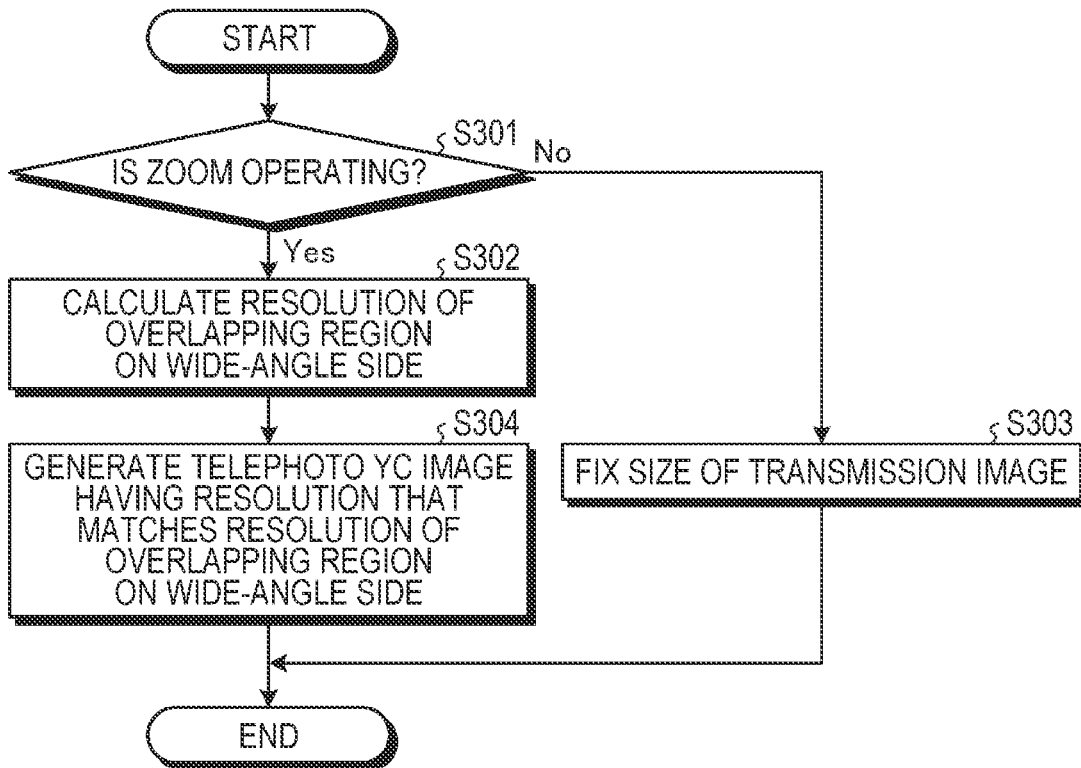 START
S301
IS ZOOM OPERATING?
No
Yes
S302
CALCULATE RESOLUTION OF
OVERLAPPING REGION
ON WIDE-ANGLE SIDE
S304
GENERATE TELEPHOTO YC IMAGE
HAVING RESOLUTION THAT
MATCHES RESOLUTION OF
OVERLAPPING REGION
ON WIDE-ANGLE SIDE
S303
FIX SIZE OF TRANSMISSION IMAGE
END